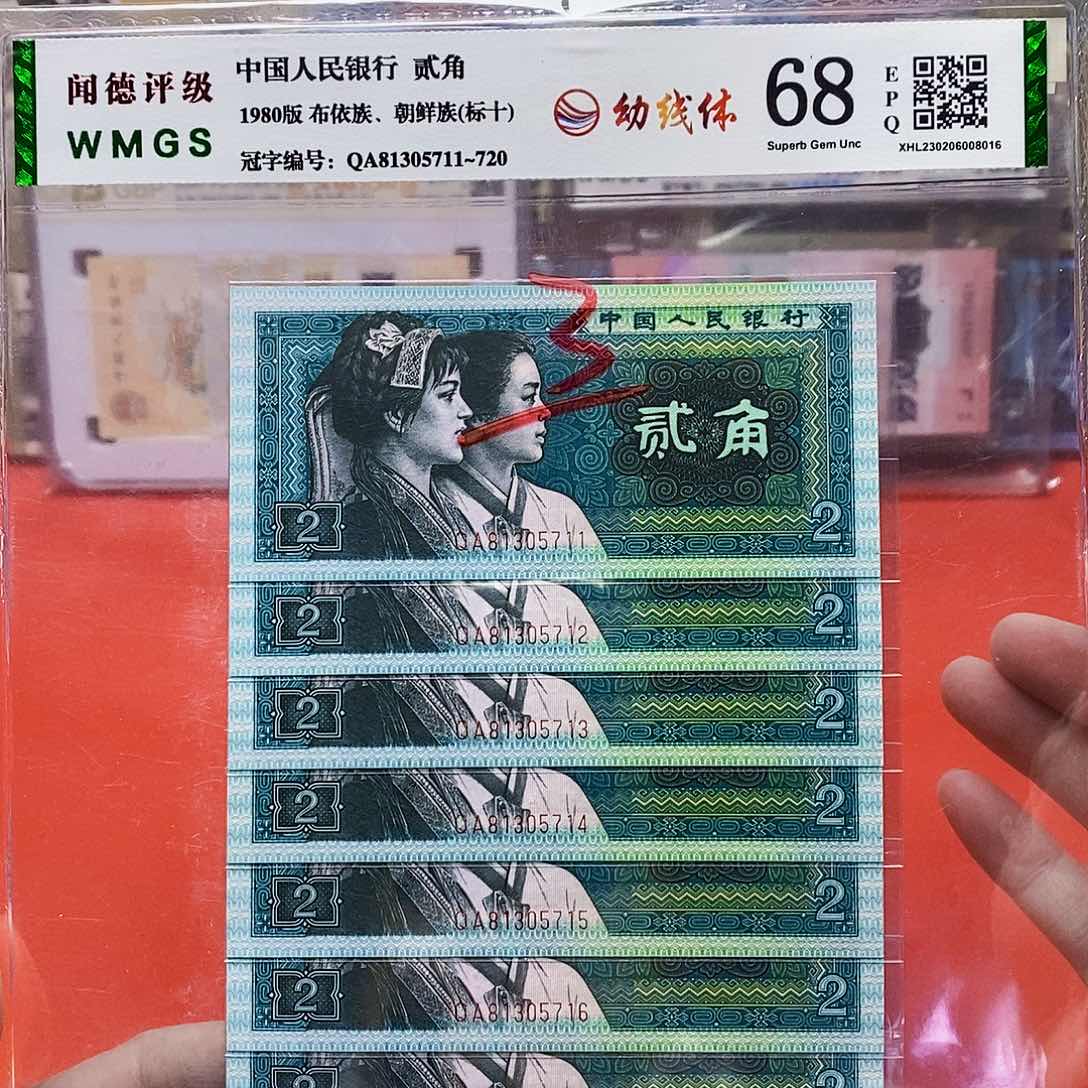 闻德评级
WMGS
中国人民银行 贰角
1980版 布依族、朝鲜族(标十)
冠字编号：QA81305711~720
幼线体
68
Superb Gem Unc
EPQ
XHL230206008016
中国人民银行
贰角
2
QA81305711
2
2
QA81305712
2
2
QA81305713
2
2
QA81305714
2
2
QA81305715
2
2
QA81305716
2
2
2